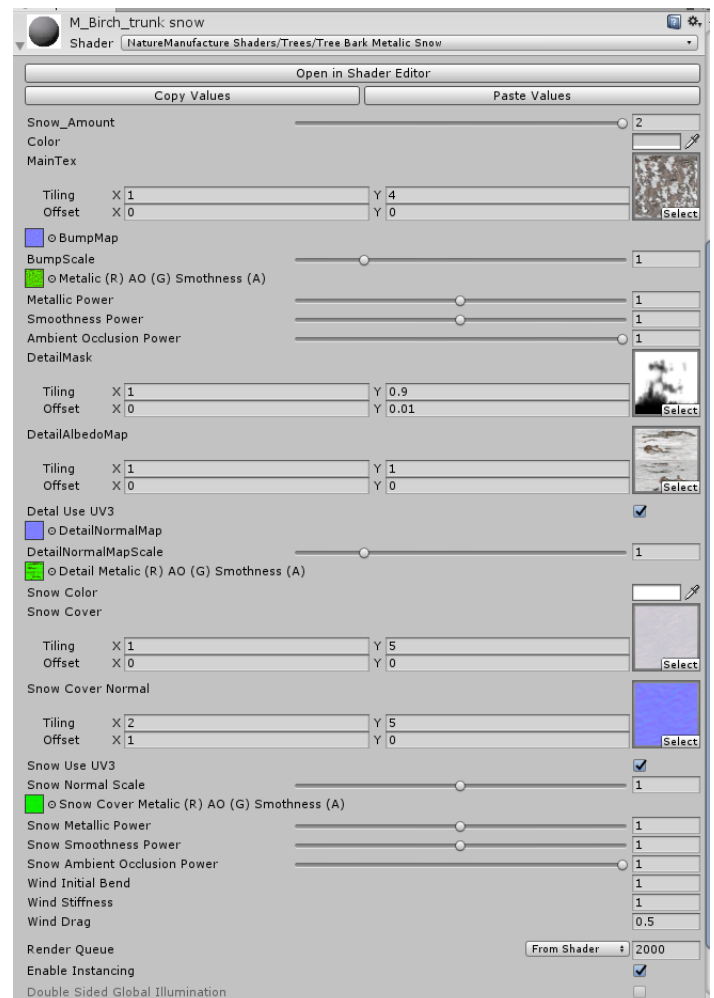 M_Birch_trunk snow
Shader NatureManufacture Shaders/Trees/Tree Bark Metalic Snow
Open in Shader Editor
Copy Values Paste Values
Snow_Amount 2
Color
MainTex
Tiling X 1 Y 4
Offset X 0 Y 0 Select
BumpMap
BumpScale 1
Metalic (R) AO (G) Smothness (A)
Metallic Power 1
Smoothness Power 1
Ambient Occlusion Power 1
DetailMask
Tiling X 1 Y 0.9
Offset X 0 Y 0.01 Select
DetailAlbedoMap
Tiling X 1 Y 1
Offset X 0 Y 0 Select
Detal Use UV3
DetailNormalMap
DetailNormalMapScale 1
Detail Metalic (R) AO (G) Smothness (A)
Snow Color
Snow Cover
Tiling X 1 Y 5
Offset X 0 Y 0 Select
Snow Cover Normal
Tiling X 2 Y 5
Offset X 1 Y 0 Select
Snow Use UV3
Snow Normal Scale 1
Snow Cover Metalic (R) AO (G) Smothness (A)
Snow Metallic Power 1
Snow Smoothness Power 1
Snow Ambient Occlusion Power 1
Wind Initial Bend 1
Wind Stiffness 1
Wind Drag 0.5
Render Queue From Shader 2000
Enable Instancing
Double Sided Global Illumination